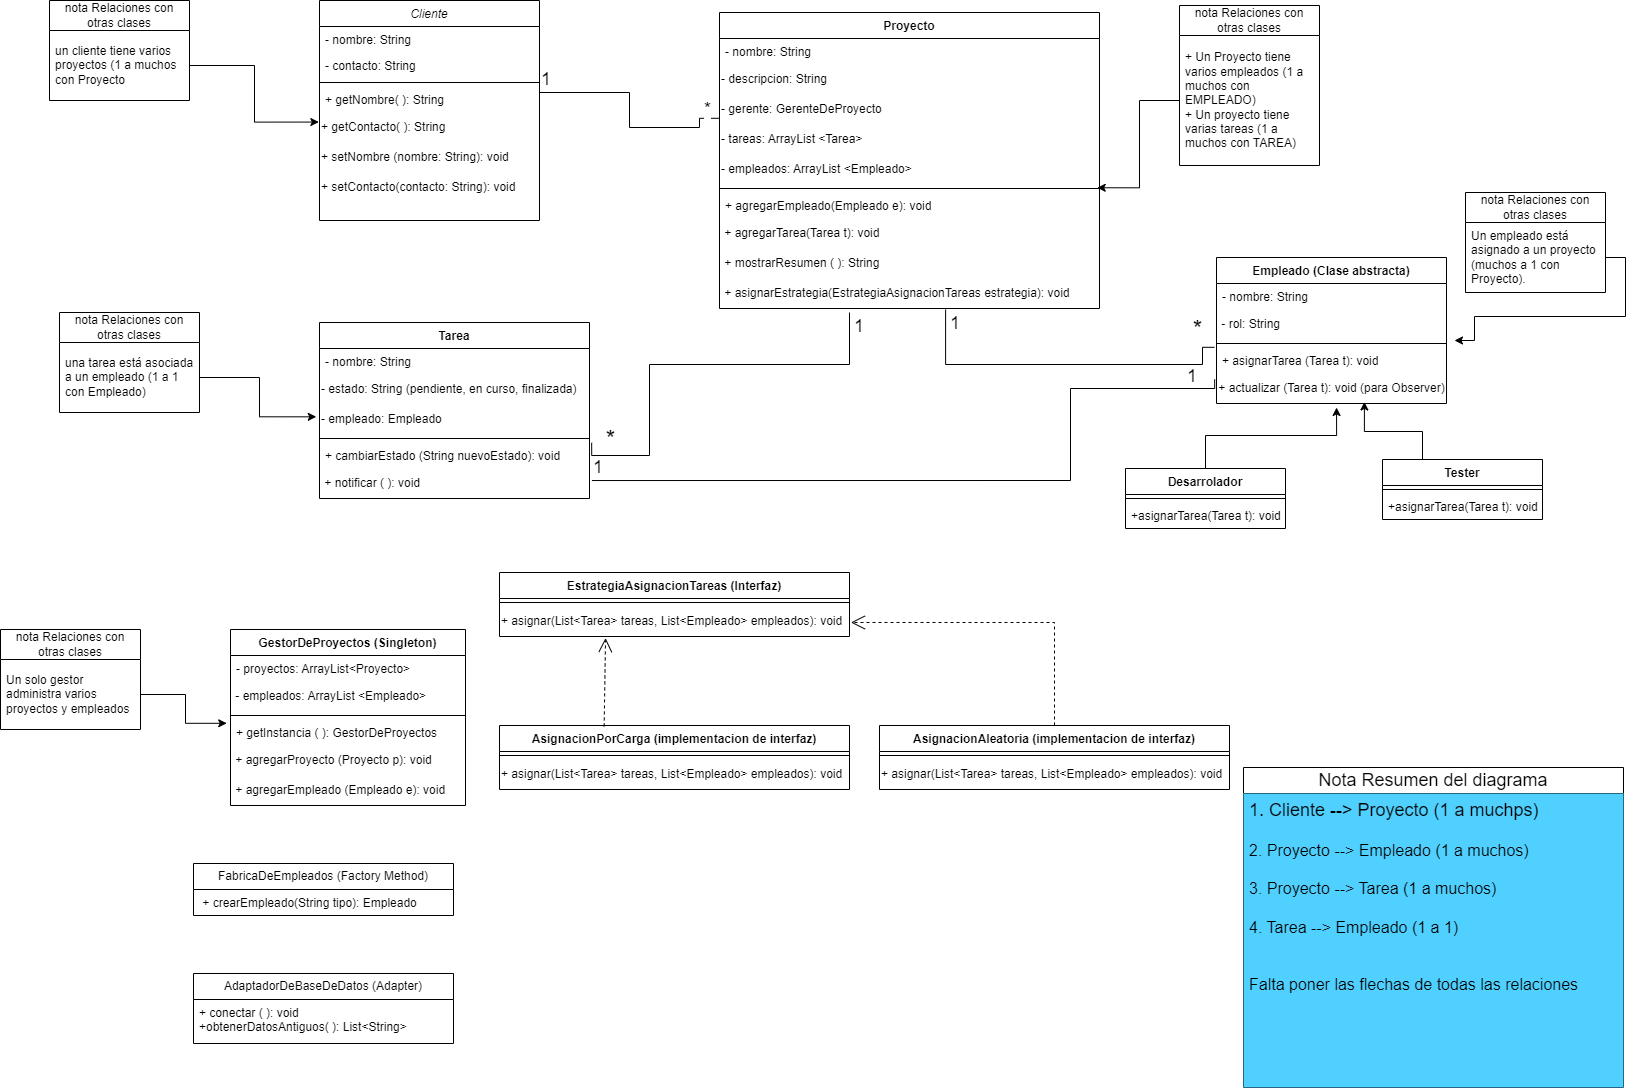 nota Relaciones con
otras clases
un cliente tiene varios
proyectos (1 a muchos
con Proyecto
Cliente
- nombre: String
- contacto: String
+ getNombre( ): String
+ getContacto( ): String
+ setNombre (nombre: String): void
+ setContacto(contacto: String): void
1
*
Proyecto
- nombre: String
- descripcion: String
- gerente: GerenteDeProyecto
- tareas: ArrayList <Tarea>
- empleados: ArrayList <Empleado>
+ agregarEmpleado(Empleado e): void
+ agregarTarea(Tarea t): void
+ mostrarResumen ( ): String
+ asignarEstrategia(EstrategiaAsignacionTareas estrategia): void
nota Relaciones con
otras clases
+ Un Proyecto tiene
varios empleados (1 a
muchos con
EMPLEADO)
+ Un proyecto tiene
varias tareas (1 a
muchos con TAREA)
nota Relaciones con
otras clases
Un empleado está
asignado a un proyecto
(muchos a 1 con
Proyecto).
Empleado (Clase abstracta)
- nombre: String
- rol: String
+ asignarTarea (Tarea t): void
+ actualizar (Tarea t): void (para Observer)
1
1
*
1
nota Relaciones con
otras clases
una tarea está asociada
a un empleado (1 a 1
con Empleado)
Tarea
- nombre: String
- estado: String (pendiente, en curso, finalizada)
- empleado: Empleado
+ cambiarEstado (String nuevoEstado): void
+ notificar ( ): void
*
1
Desarrolador
+asignarTarea(Tarea t): void
Tester
+asignarTarea(Tarea t): void
EstrategiaAsignacionTareas (Interfaz)
+ asignar(List<Tarea> tareas, List<Empleado> empleados): void
nota Relaciones con
otras clases
Un solo gestor
administra varios
proyectos y empleados
GestorDeProyectos (Singleton)
- proyectos: ArrayList<Proyecto>
- empleados: ArrayList <Empleado>
+ getInstancia ( ): GestorDeProyectos
+ agregarProyecto (Proyecto p): void
+ agregarEmpleado (Empleado e): void
AsignacionPorCarga (implementacion de interfaz)
+ asignar(List<Tarea> tareas, List<Empleado> empleados): void
AsignacionAleatoria (implementacion de interfaz)
+ asignar(List<Tarea> tareas, List<Empleado> empleados): void
Nota Resumen del diagrama
1. Cliente --> Proyecto (1 a muchps)
2. Proyecto --> Empleado (1 a muchos)
3. Proyecto --> Tarea (1 a muchos)
4. Tarea --> Empleado (1 a 1)
Falta poner las flechas de todas las relaciones
FabricaDeEmpleados (Factory Method)
+ crearEmpleado(String tipo): Empleado
AdaptadorDeBaseDeDatos (Adapter)
+ conectar ( ): void
+obtenerDatosAntiguos( ): List<String>